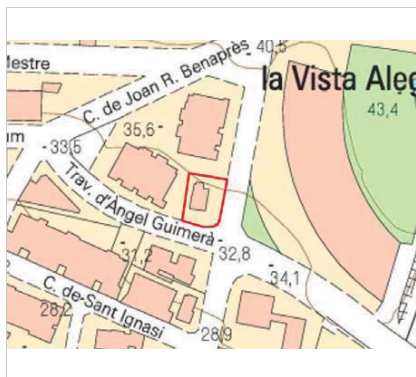 40,5
Mestre
C. de Joan R. Benaprès
la Vista Aleg
43,4
35,6
um
33,5
Trav. d'Àngel Guimerà
32,8
31,2
34,1
C. de Sant Ignasi
28,2
28,9